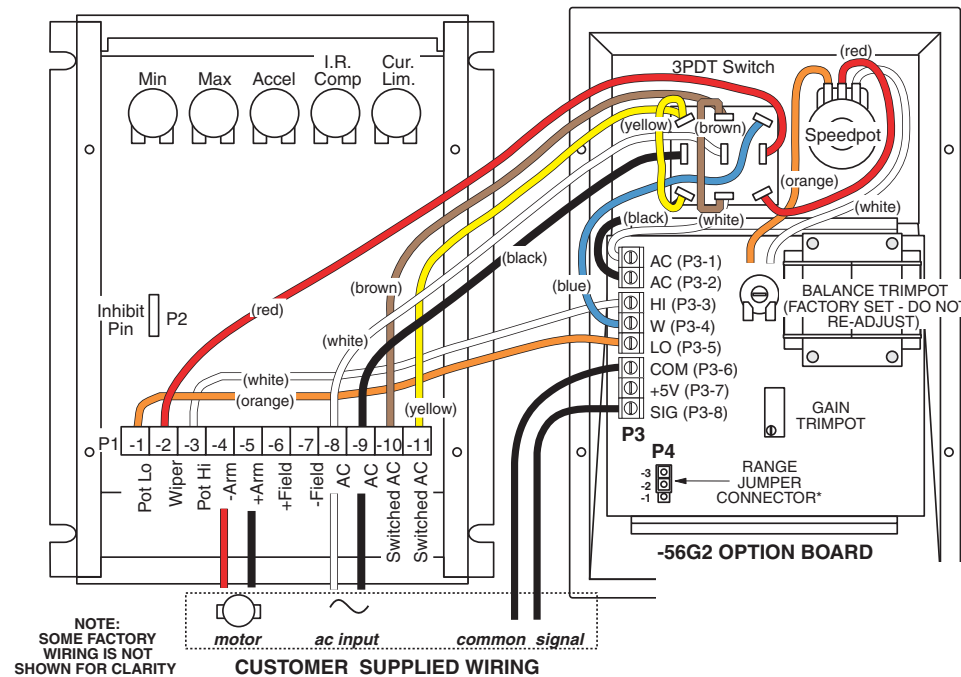 Min
Max
Accel
I.R.
Comp
Cur.
Lim.
Inhibit
Pin
P2
(red)
(white)
(orange)
(white)
(brown)
(black)
(yellow)
P1
-1
-2
-3
-4
-5
-6
-7
-8
-9
-10
-11
Pot Lo
Wiper
Pot Hi
-Arm
+Arm
+Field
-Field
AC
AC
Switched AC
Switched AC
motor
ac input
common
signal
NOTE:
SOME FACTORY
WIRING IS NOT
SHOWN FOR CLARITY
CUSTOMER SUPPLIED WIRING
3PDT Switch
(red)
(yellow)
(brown)
Speedpot
(orange)
(white)
(black)
(white)
(blue)
AC (P3-1)
AC (P3-2)
HI (P3-3)
W (P3-4)
LO (P3-5)
COM (P3-6)
+5V (P3-7)
SIG (P3-8)
P3
BALANCE TRIMPOT
(FACTORY SET - DO NOT
RE-ADJUST)
GAIN
TRIMPOT
P4
-3
-2
-1
RANGE
JUMPER
CONNECTOR*
-56G2 OPTION BOARD